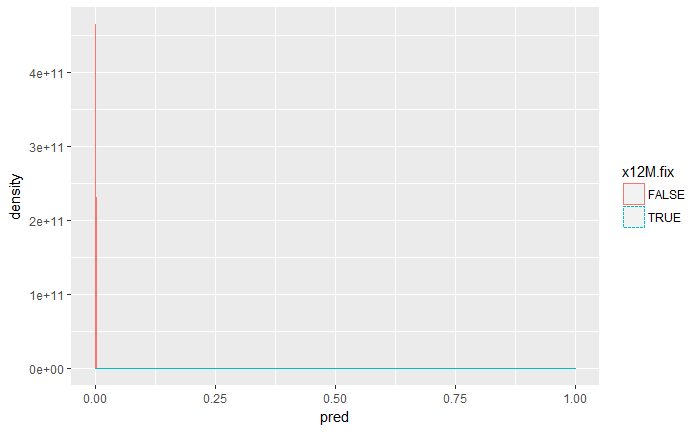 4e+11
3e+11
2e+11
1e+11
0e+00
density
0.00
0.25
0.50
0.75
1.00
pred
x12M.fix
FALSE
TRUE